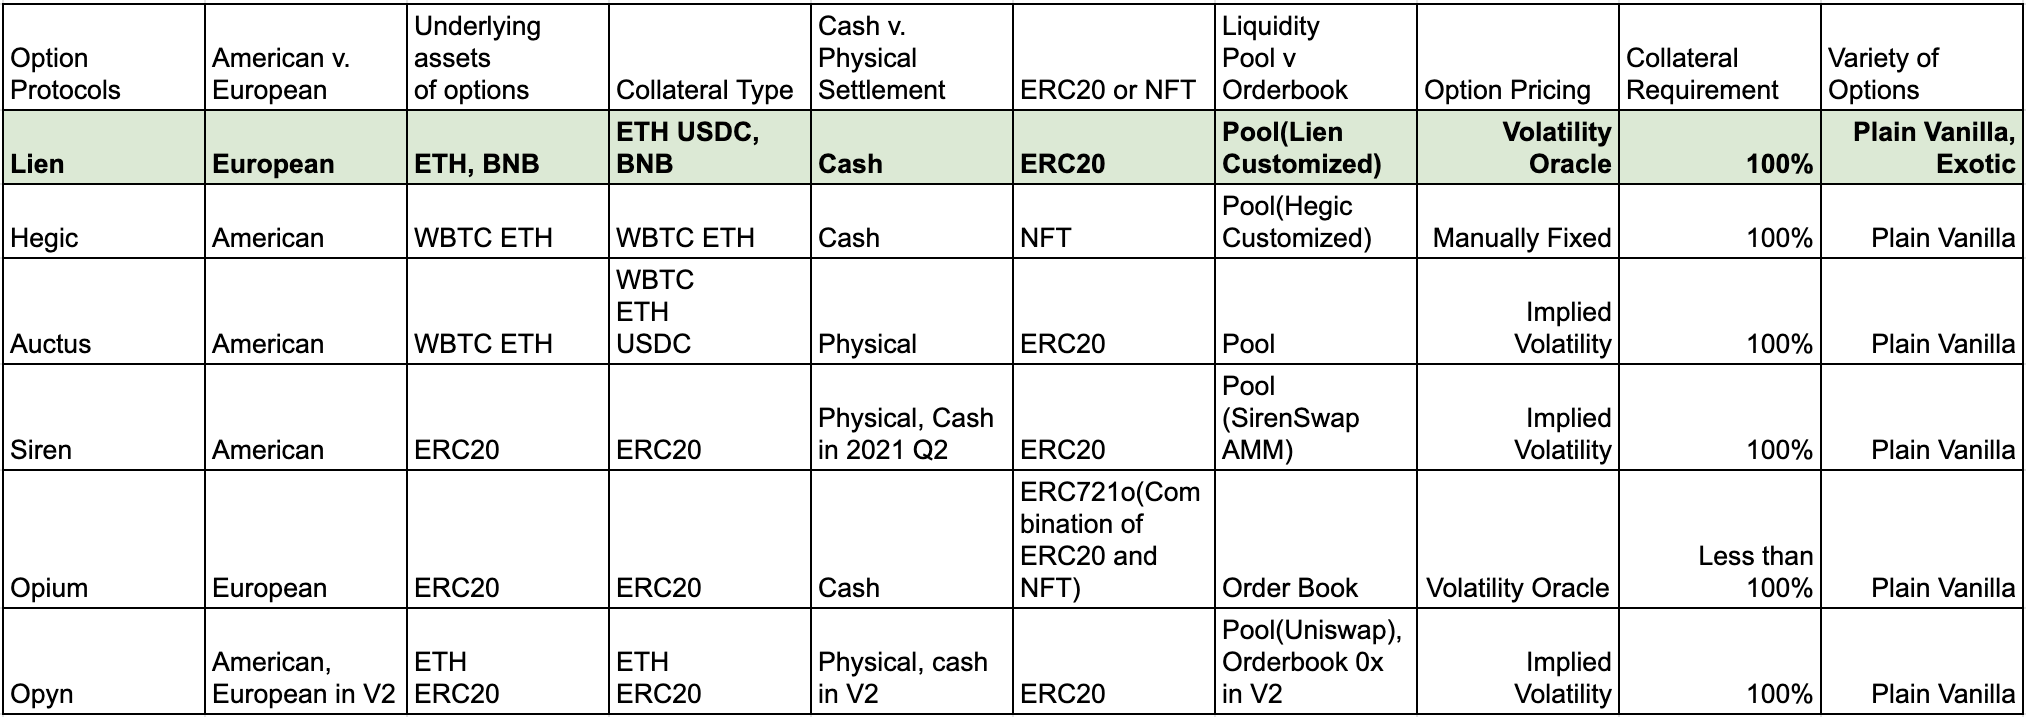 Option
Protocols
American v.
European
Underlying
assets
of options
Collateral Type
Cash v.
Physical
Settlement
ERC20 or NFT
Liquidity
Pool v
Orderbook
Option Pricing
Collateral
Requirement
Variety of
Options
Lien
European
ETH, BNB
ETH USDC,
BNB
Cash
ERC20
Pool(Lien
Customized)
Volatility
Oracle
100%
Plain Vanilla,
Exotic
Hegic
American
WBTC ETH
WBTC ETH
Cash
NFT
Pool(Hegic
Customized)
Manually Fixed
100%
Plain Vanilla
Auctus
American
WBTC ETH
WBTC
ETH
USDC
Physical
ERC20
Pool
Implied
Volatility
100%
Plain Vanilla
Siren
American
ERC20
ERC20
Physical, Cash
in 2021 Q2
ERC20
Pool
(SirenSwap
AMM)
Implied
Volatility
100%
Plain Vanilla
Opium
European
ERC20
ERC20
Cash
ERC721o(Com
bination of
ERC20 and
NFT)
Order Book
Volatility Oracle
Less than
100%
Plain Vanilla
Opyn
American,
European in V2
ETH
ERC20
ETH
ERC20
Physical, cash
in V2
ERC20
Pool(Uniswap),
Orderbook 0x
in V2
Implied
Volatility
100%
Plain Vanilla